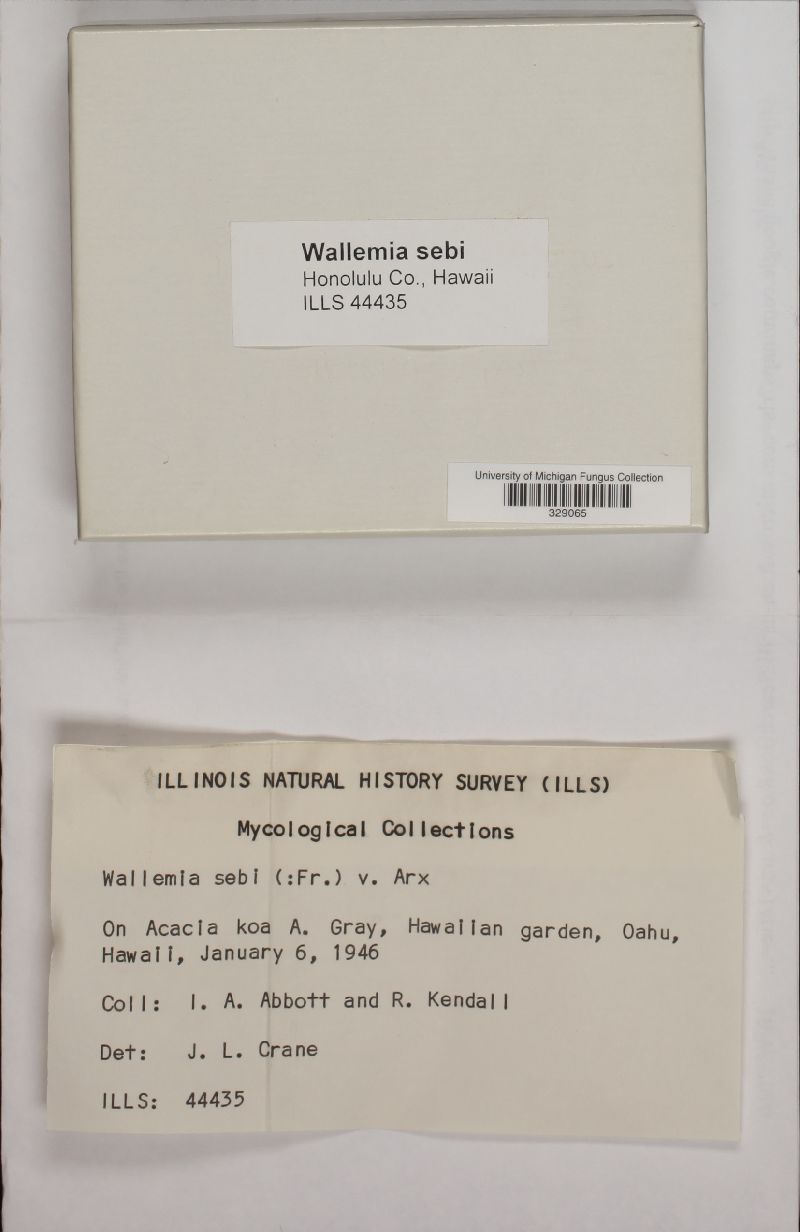 Wallemia sebi
Honolulu Co., Hawaii
ILLS 44435
University of Michigan Fungus Collection
329065
ILLINOIS NATURAL HISTORY SURVEY (ILLS)
Mycological Collections
Wallemia sebi (:Fr.) v. Arx
On Acacia koa A. Gray, Hawaiian garden, Oahu,
Hawaii, January 6, 1946
Coll: I. A. Abbott and R. Kendall
Det: J. L. Crane
ILLS: 44435